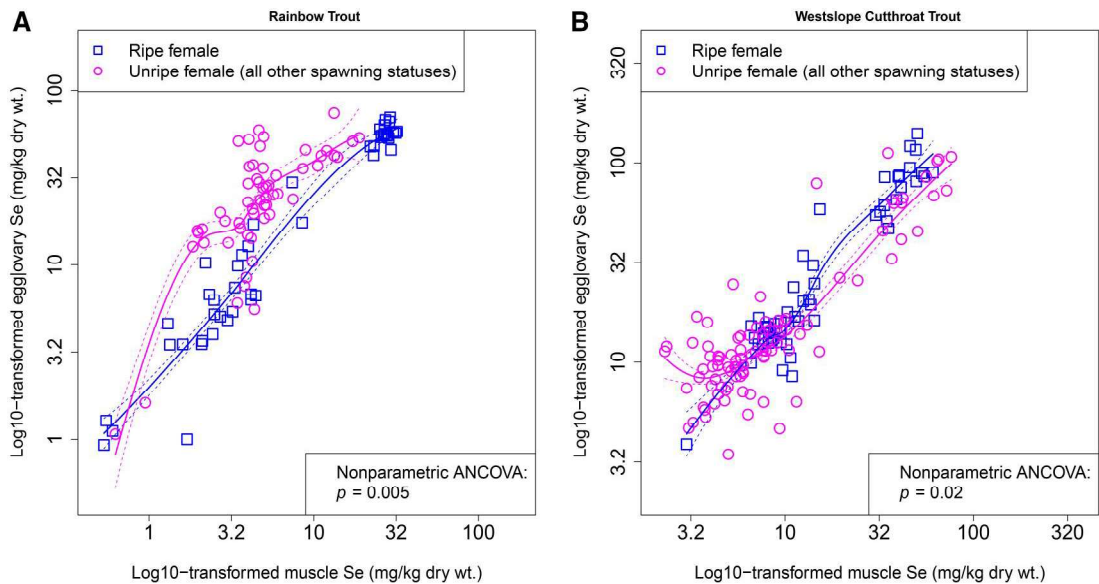 A
Rainbow Trout
Ripe female
Unripe female (all other spawning statuses)
Log10−transformed egg/ovary Se (mg/kg dry wt.)
100
32
10
3.2
1
Nonparametric ANCOVA:
p = 0.005
1
3.2
10
32
100
Log10−transformed muscle Se (mg/kg dry wt.)
B
Westslope Cutthroat Trout
Ripe female
Unripe female (all other spawning statuses)
Log10−transformed egg/ovary Se (mg/kg dry wt.)
320
100
32
10
3.2
Nonparametric ANCOVA:
p = 0.02
3.2
10
32
100
320
Log10−transformed muscle Se (mg/kg dry wt.)